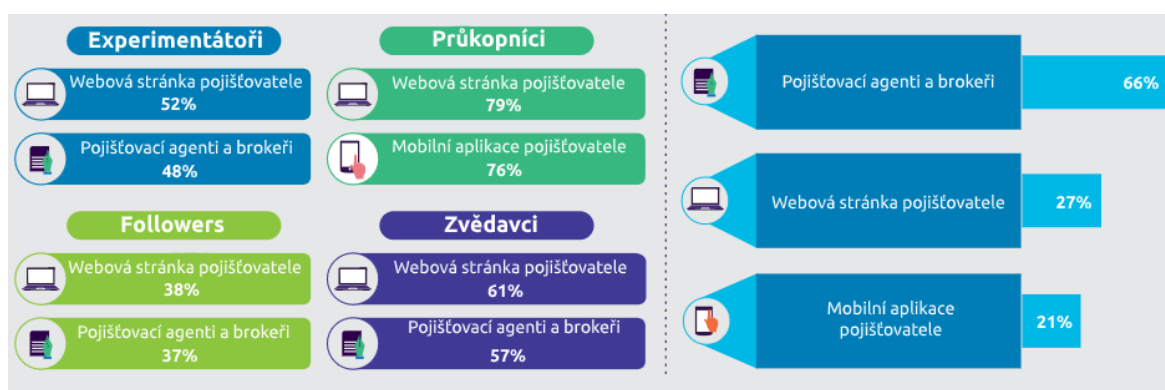 Experimentátoři
Webová stránka pojišťovatele
52%
Pojišťovací agenti a brokeři
48%
Průkopníci
Webová stránka pojišťovatele
79%
Mobilní aplikace pojišťovatele
76%
Followers
Webová stránka pojišťovatele
38%
Pojišťovací agenti a brokeři
37%
Zvědavci
Webová stránka pojišťovatele
61%
Pojišťovací agenti a brokeři
57%
Pojišťovací agenti a brokeři
66%
Webová stránka pojišťovatele
27%
Mobilní aplikace
pojišťovatele
21%